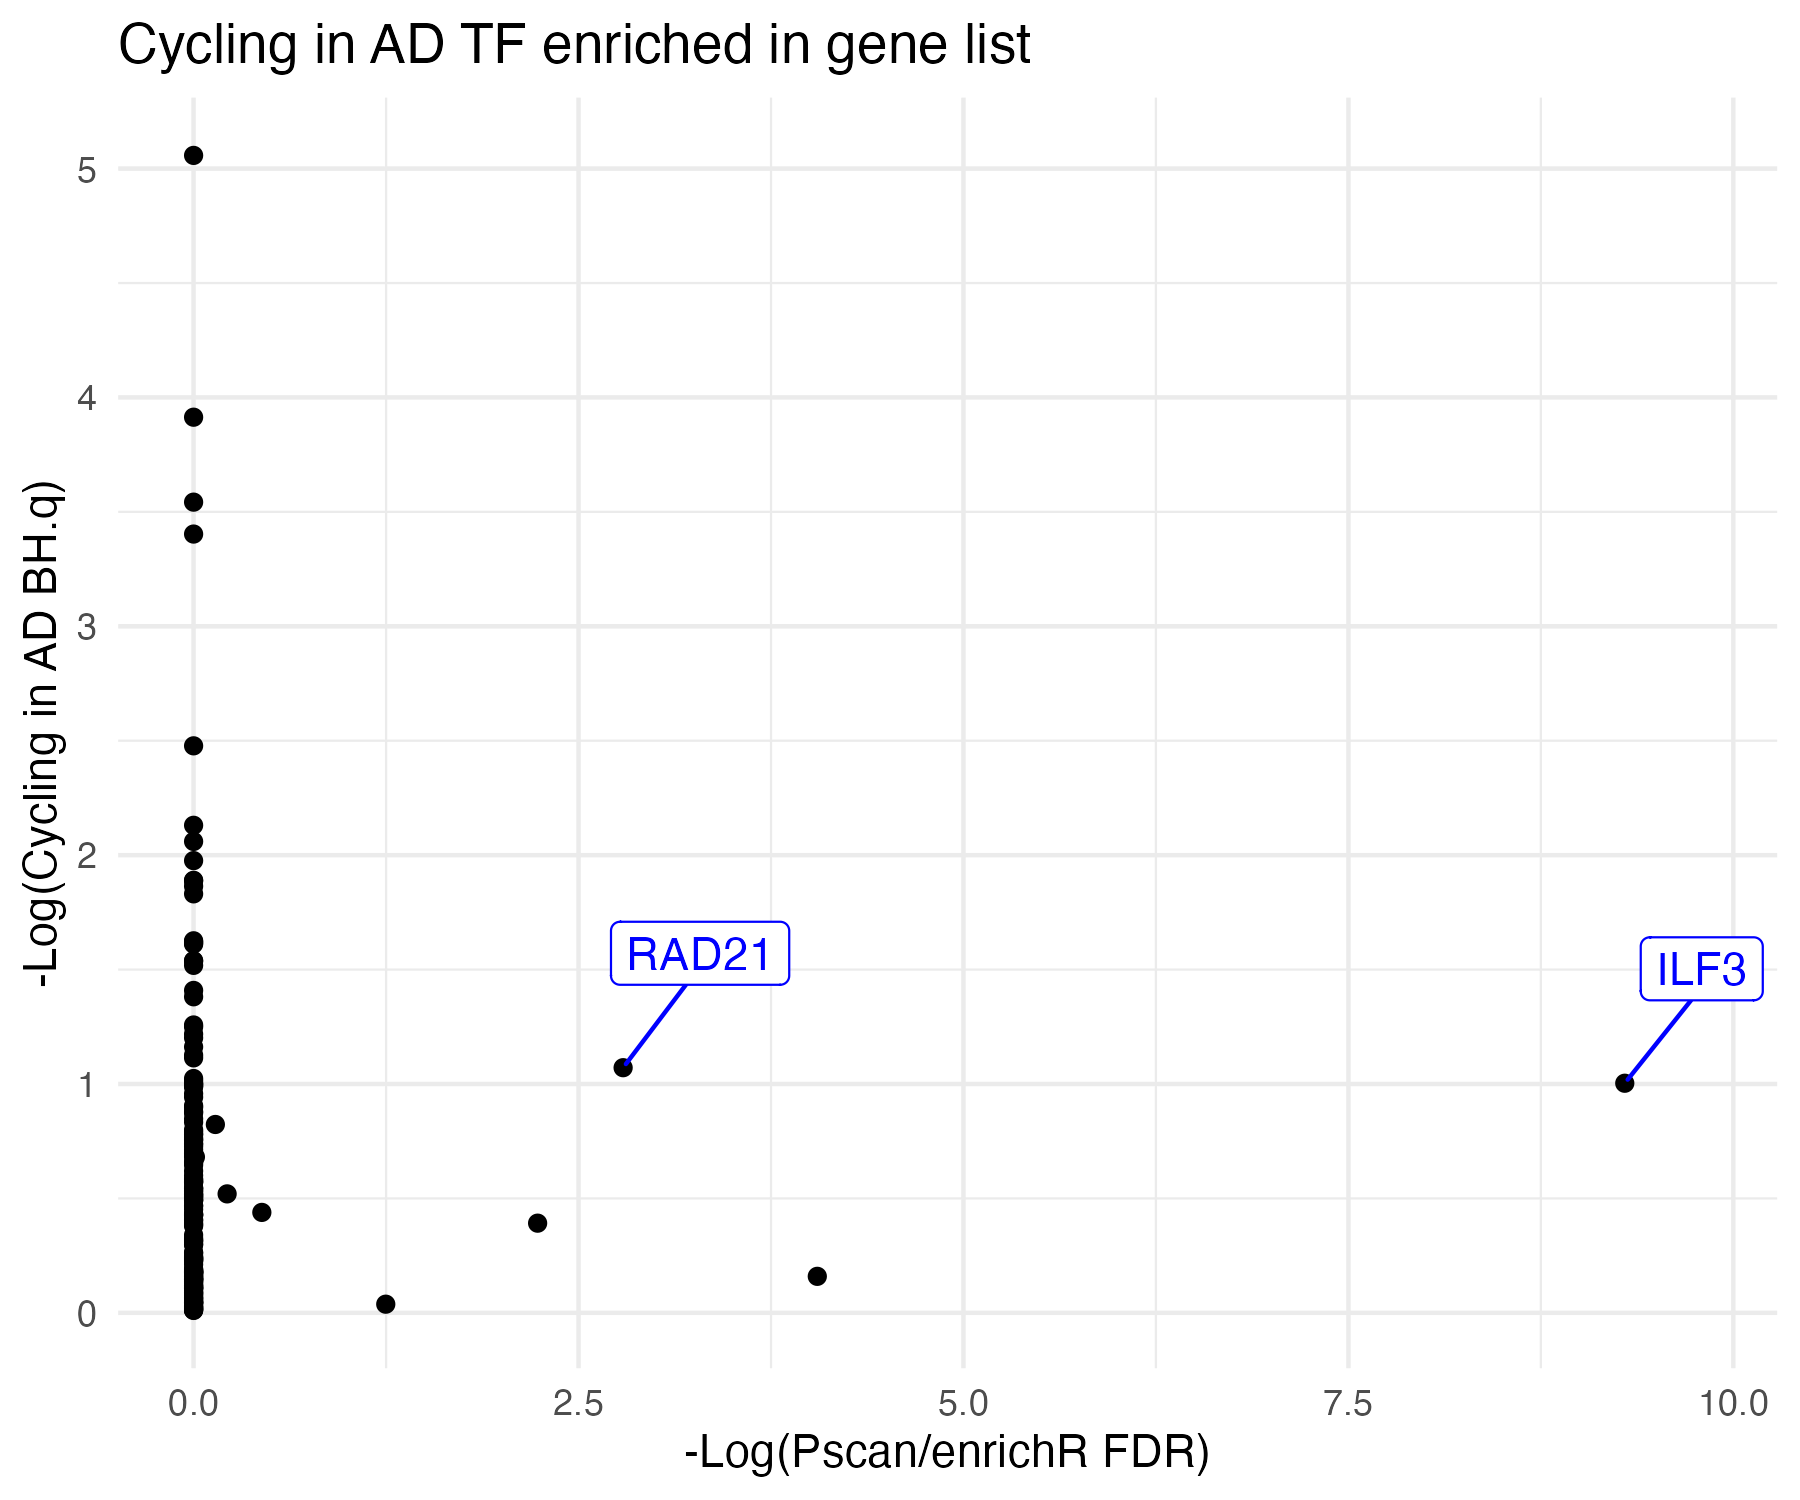 Cycling in AD TF enriched in gene list
-Log(Cycling in AD BH.q)
5
4
3
2
1
0
RAD21
ILF3
0.0 2.5 5.0 7.5 10.0
-Log(Pscan/enrichR FDR)